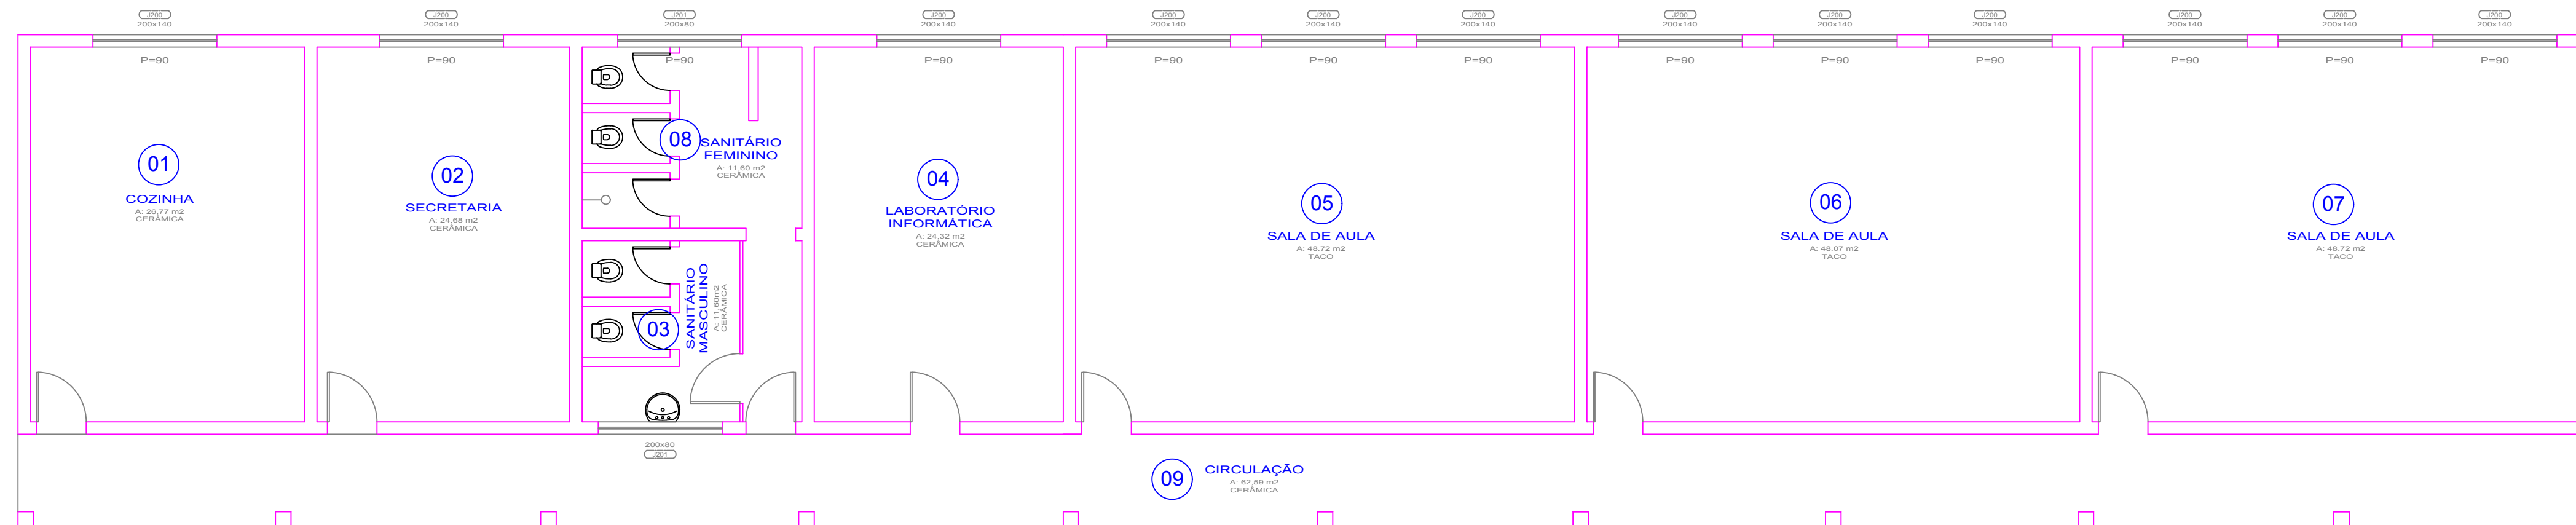 J200
200x140
J200
200x140
J201
200x80
J200
200x140
J200
200x140
J200
200x140
J200
200x140
J200
200x140
J200
200x140
J200
200x140
J200
200x140
J200
200x140
J200
200x140
P=90
P=90
P=90
P=90
P=90
P=90
P=90
P=90
P=90
P=90
P=90
P=90
P=90
01
COZINHA
A: 26,77 m2
CERÂMICA
02
SECRETARIA
A: 24,68 m2
CERÂMICA
08
SANITÁRIO
FEMININO
A: 11,60 m2
CERÂMICA
03
SANITÁRIO
MASCULINO
A: 11,60m2
CERÂMICA
04
LABORATÓRIO
INFORMÁTICA
A: 24,32 m2
CERÂMICA
05
SALA DE AULA
A: 48.72 m2
TACO
06
SALA DE AULA
A: 48.07 m2
TACO
07
SALA DE AULA
A: 48.72 m2
TACO
200x80
J201
09
CIRCULAÇÃO
A: 62,59 m2
CERÂMICA